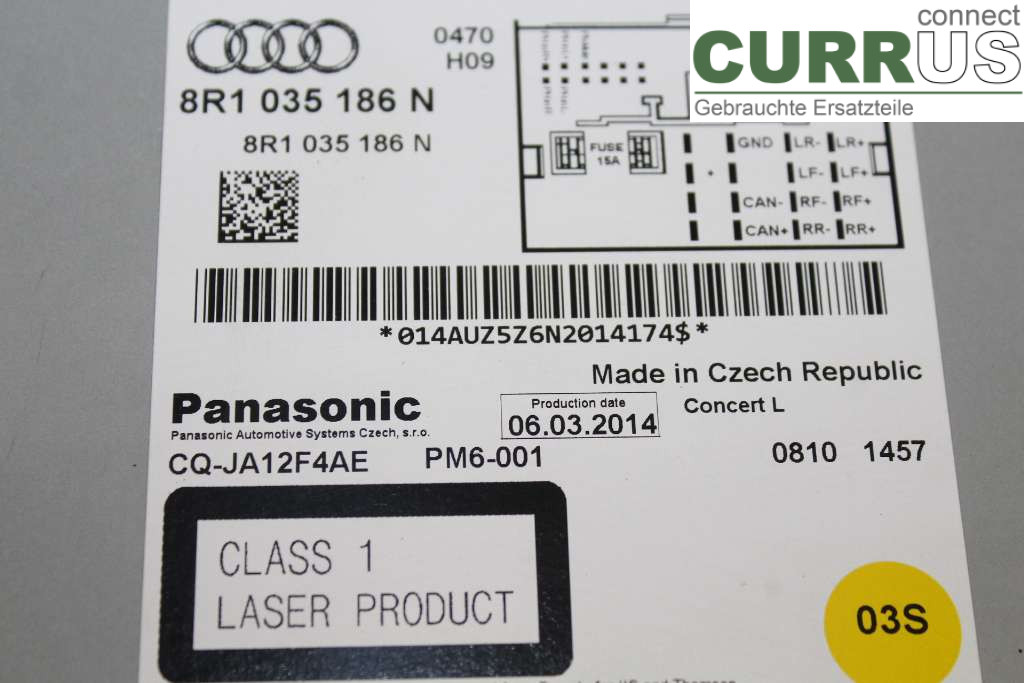 connect
CURRUS
Gebrauchte Ersatzteile
0470
H09
8R1 035 186 N
8R1 035 186 N
FUSE
15A
GND LR- LR+
+ LF- LF+
CAN- RF- RF+
CAN+ RR- RR+
*014AUZ5Z6N2014174$*
Made in Czech Republic
Panasonic
Panasonic Automotive Systems Czech, s.r.o.
Production date
06.03.2014
Concert L
CQ-JA12F4AE PM6-001
0810 1457
CLASS 1
LASER PRODUCT
03S